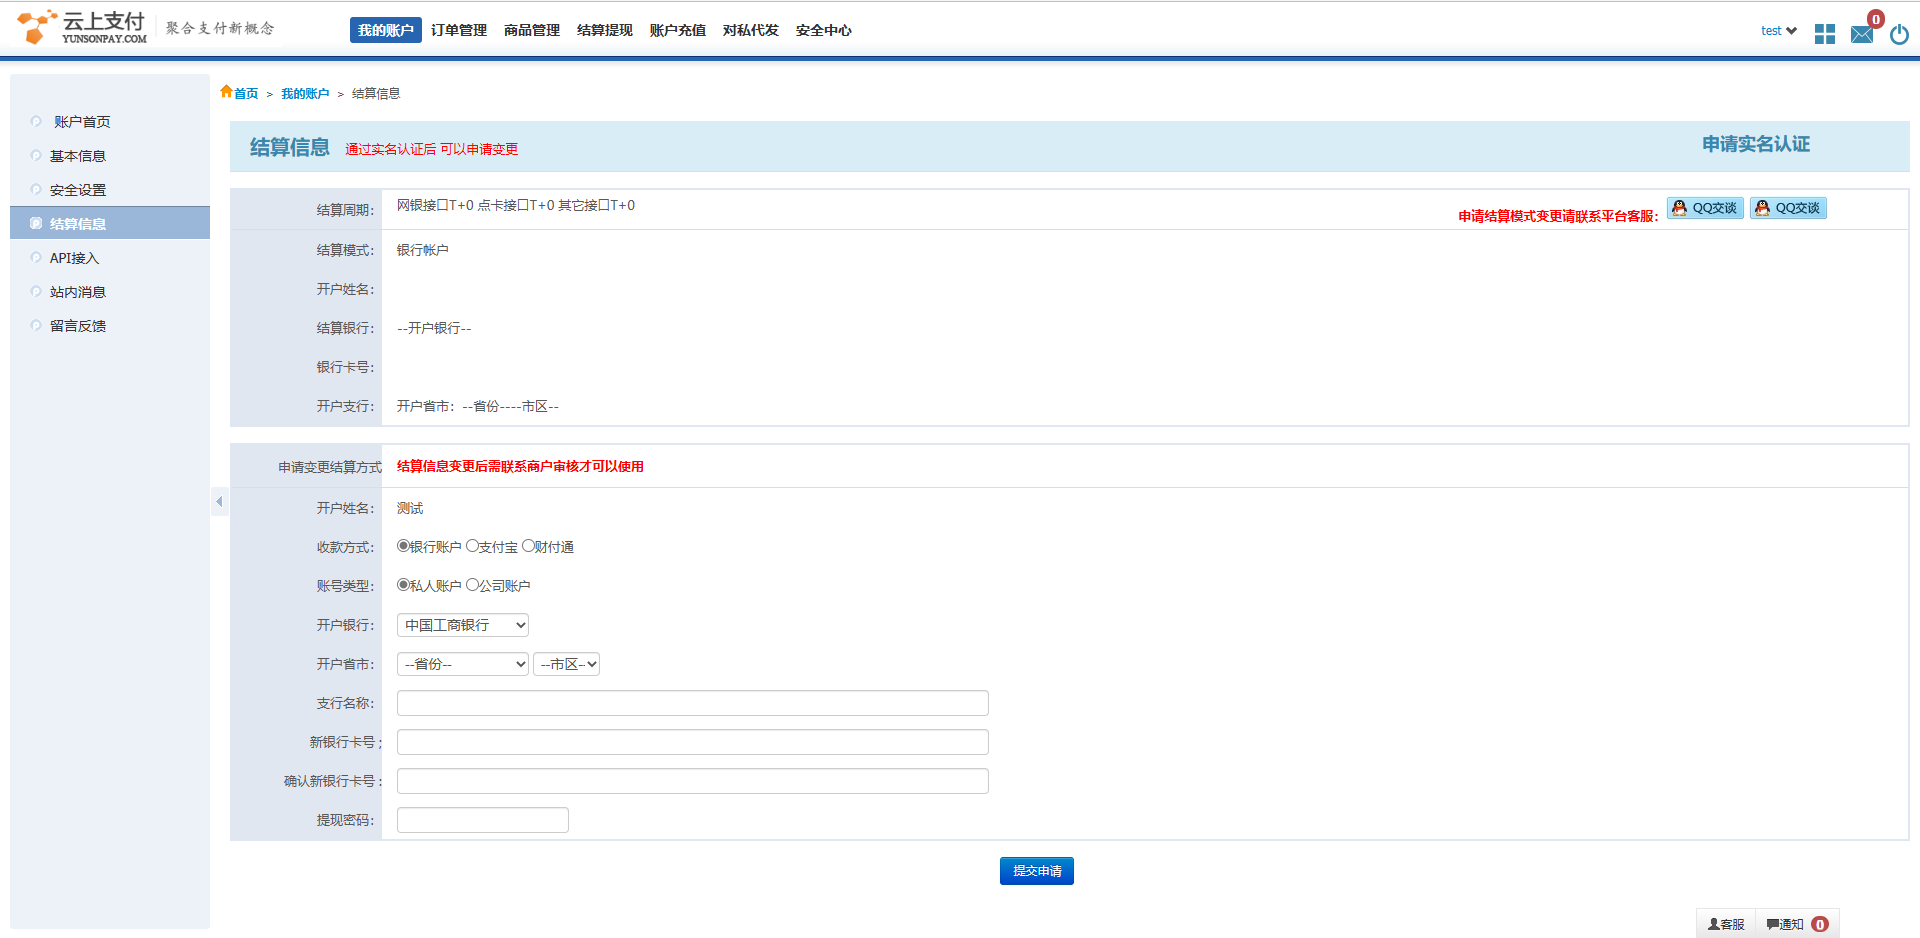 云上支付 YUNSONPAY.COM 聚合支付新概念
我的账户 订单管理 商品管理 结算提现 账户充值 对私代发 安全中心
test 0
账户首页
基本信息
安全设置
结算信息
API接入
站内消息
留言反馈
首页 > 我的账户 > 结算信息
结算信息 通过实名认证后 可以申请变更 申请实名认证
结算周期： 网银接口T+0 点卡接口T+0 其它接口T+0 申请结算模式变更请联系平台客服： QQ交谈 QQ交谈
结算模式： 银行帐户
开户姓名：
结算银行： --开户银行--
银行卡号：
开户支行： 开户省市：--省份----市区--
申请变更结算方式 结算信息变更后需联系商户审核才可以使用
开户姓名： 测试
收款方式： 银行账户 支付宝 财付通
账号类型： 私人账户 公司账户
开户银行： 中国工商银行
开户省市： --省份-- --市区--
支行名称：
新银行卡号；
确认新银行卡号：
提现密码：
提交申请
客服 通知 0